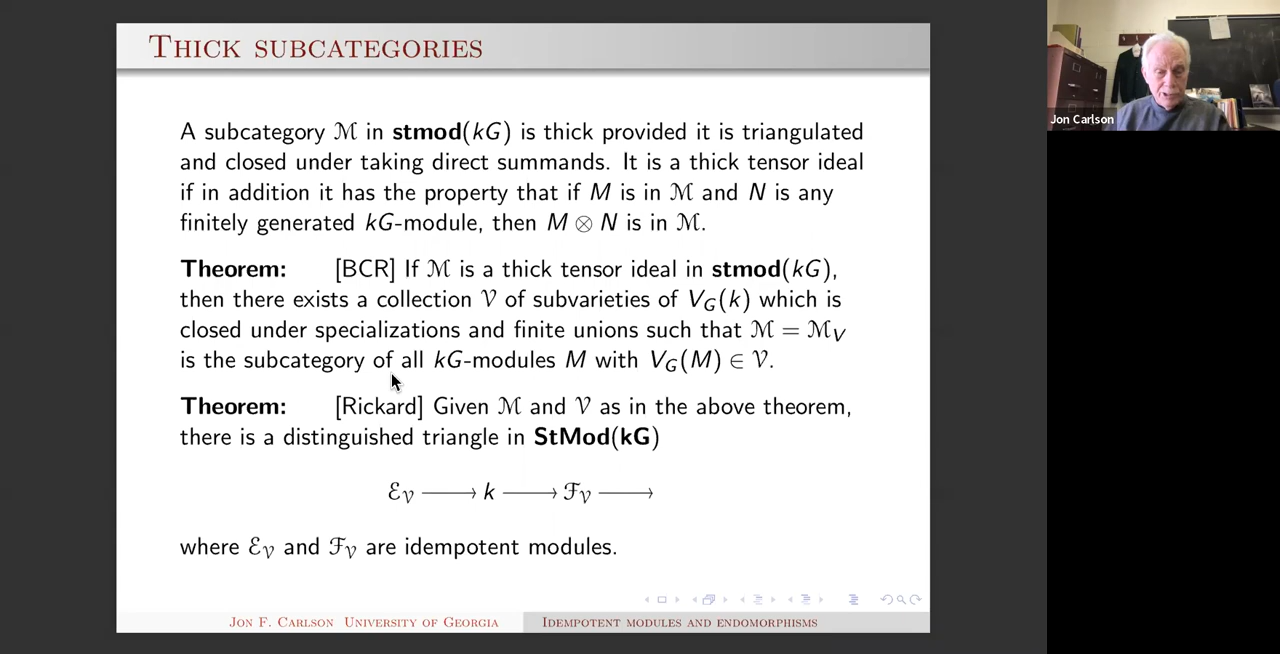 THICK SUBCATEGORIES
A subcategory ℳ in stmod(kG) is thick provided it is triangulated
and closed under taking direct summands. It is a thick tensor ideal
if in addition it has the property that if M is in ℳ and N is any
finitely generated kG-module, then M ⊗ N is in ℳ.
Theorem: [BCR] If ℳ is a thick tensor ideal in stmod(kG),
then there exists a collection 𝒱 of subvarieties of V_G(k) which is
closed under specializations and finite unions such that ℳ = ℳ_V
is the subcategory of all kG-modules M with V_G(M) ∈ 𝒱.
Theorem: [Rickard] Given ℳ and 𝒱 as in the above theorem,
there is a distinguished triangle in StMod(kG)
ℰ_𝒱 ⟶ k ⟶ ℱ_𝒱 ⟶
where ℰ_𝒱 and ℱ_𝒱 are idempotent modules.
JON F. CARLSON UNIVERSITY OF GEORGIA
IDEMPOTENT MODULES AND ENDOMORPHISMS
Jon Carlson